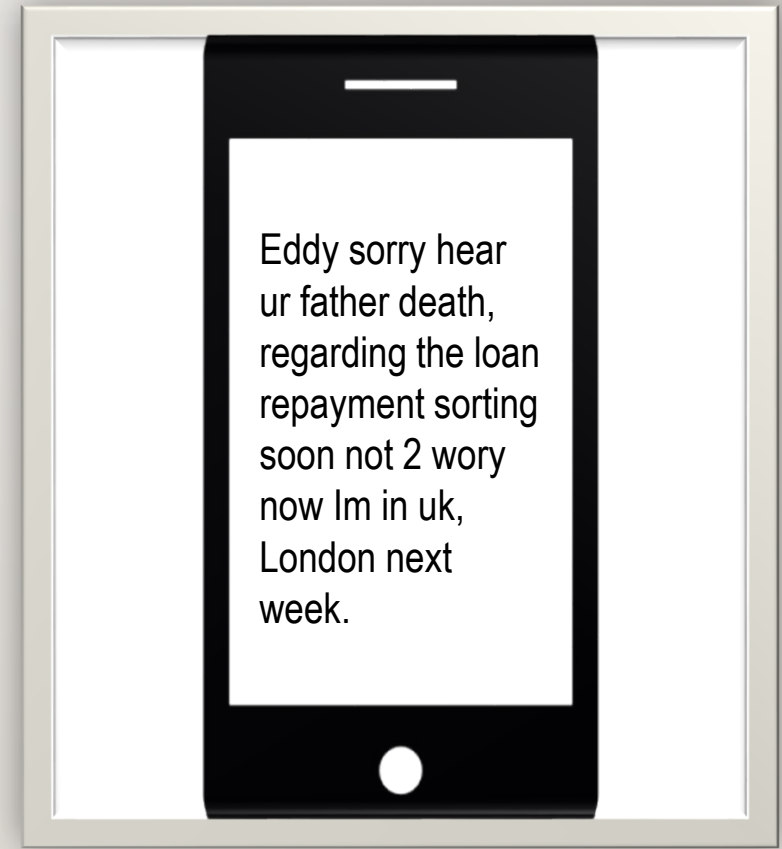 Eddy sorry hear
ur father death,
regarding the loan
repayment sorting
soon not 2 wory
now Im in uk,
London next
week.